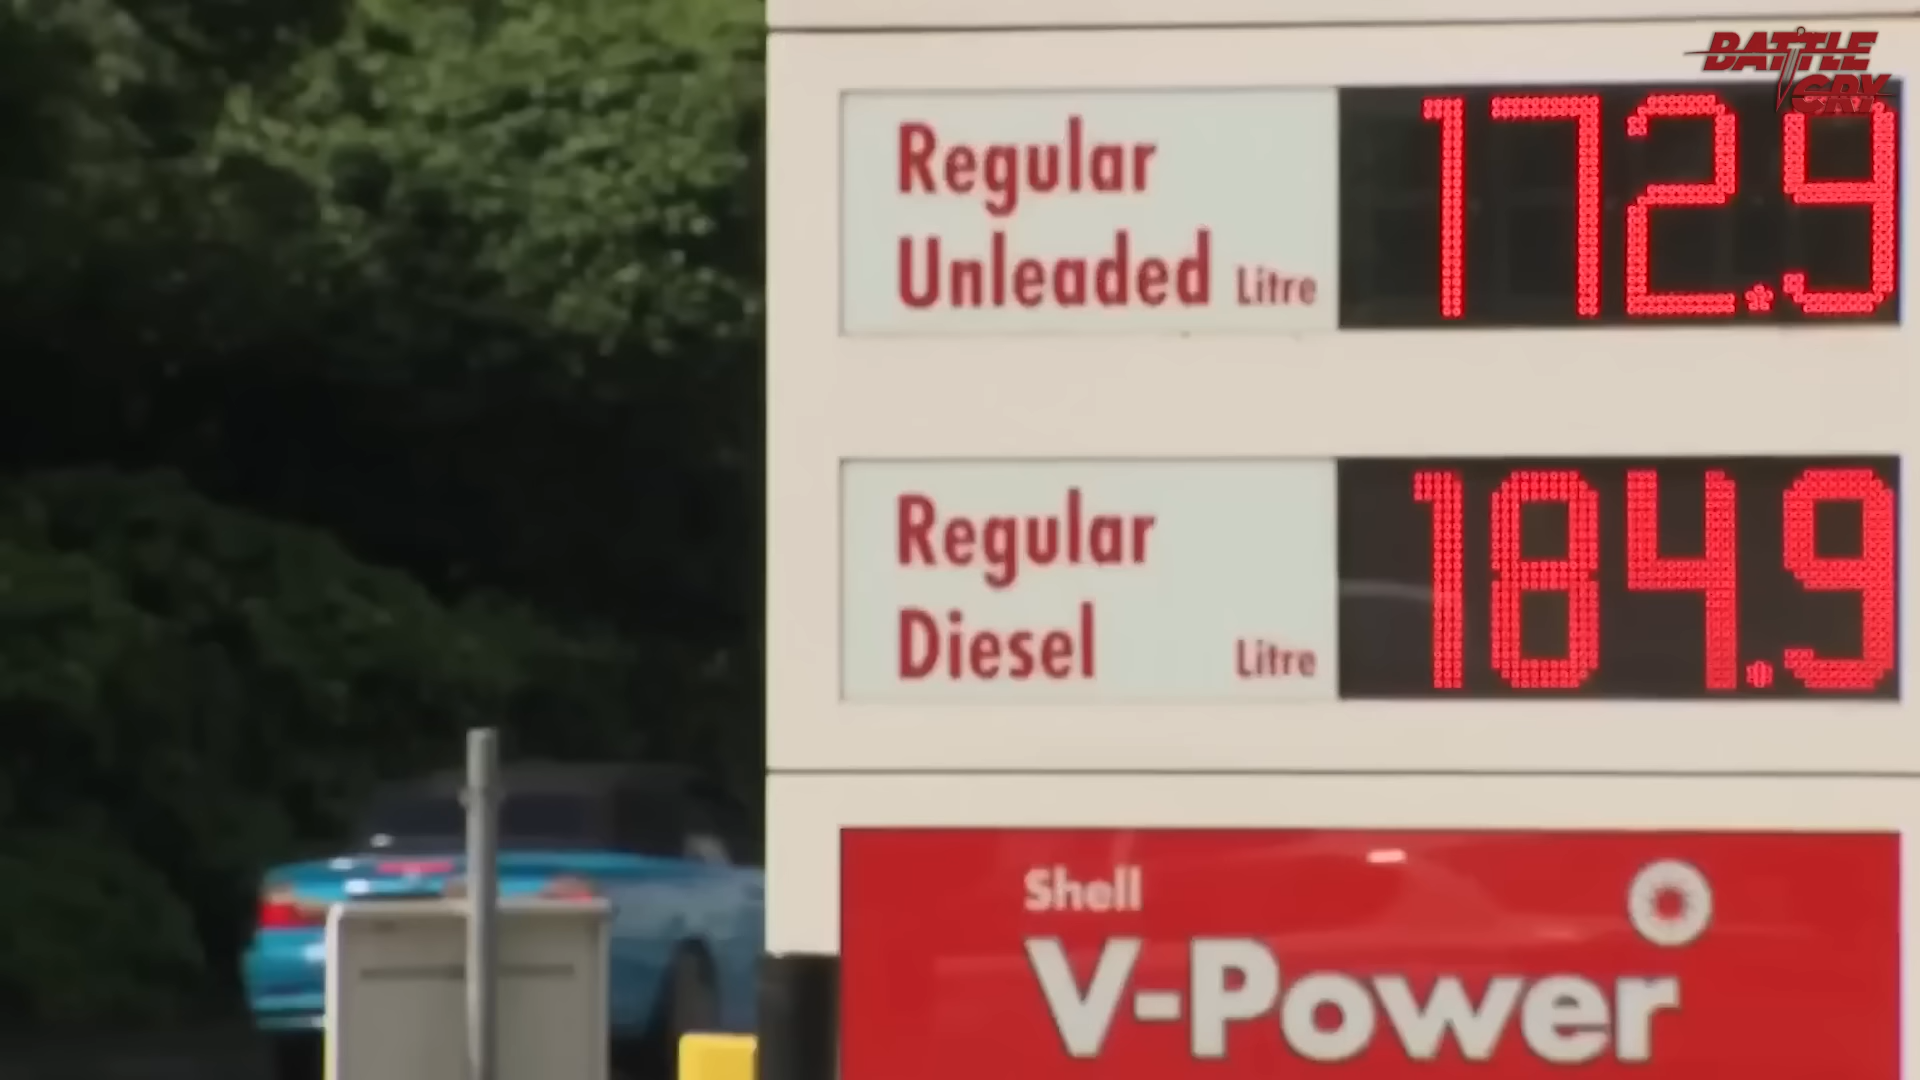 BATTLE
CRY
Regular
Unleaded Litre 172.9
Regular
Diesel Litre 184.9
Shell
V-Power